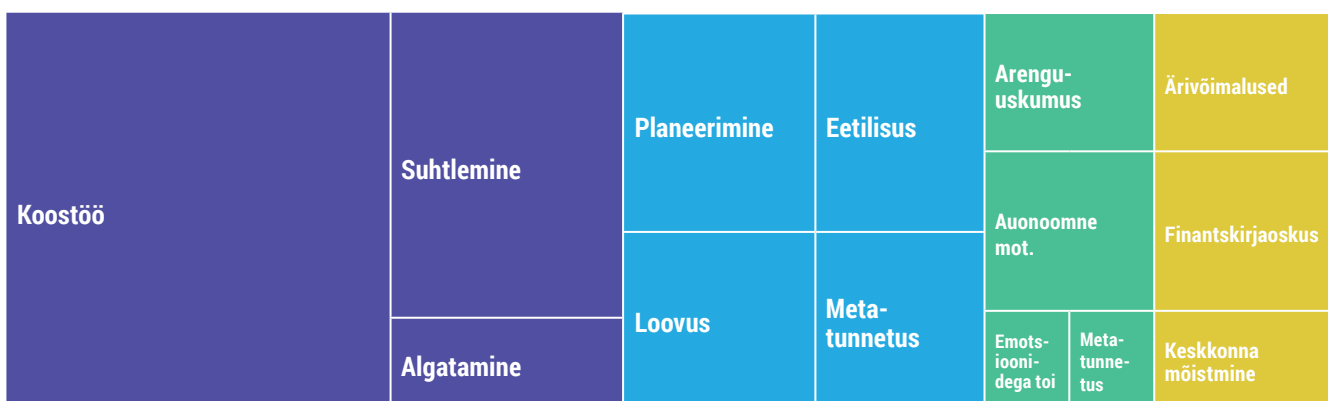 Koostöö
Suhtlemine
Algatamine
Planeerimine
Loovus
Eetilisus
Meta-
tunnetus
Arengu-
uskumus
Auonoomne
mot.
Emots-
iooni-
dega toi
Meta-
tunne-
tus
Ärivõimalused
Finantskirjaoskus
Keskkonna
mõistmine